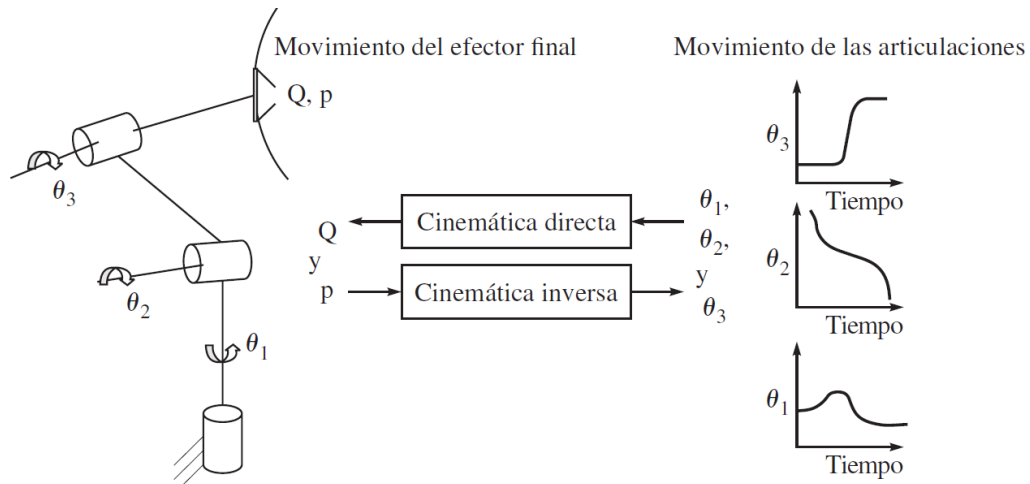 Movimiento del efector final
Q, p
θ3
θ2
θ1
Q
y
p
Cinemática directa
Cinemática inversa
θ1,
θ2,
y
θ3
Movimiento de las articulaciones
θ3
Tiempo
θ2
Tiempo
θ1
Tiempo